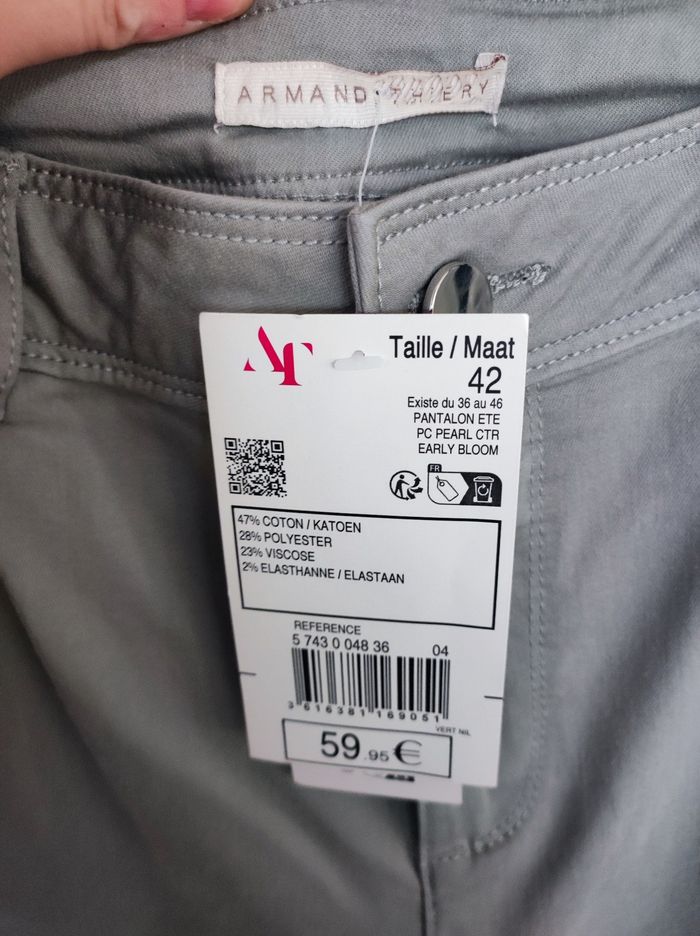 ARMAND THIERY
AT
Taille / Maat
42
Existe du 36 au 46
PANTALON ETE
PC PEARL CTR
EARLY BLOOM
FR
47% COTON / KATOEN
28% POLYESTER
23% VISCOSE
2% ELASTHANNE / ELASTAAN
REFERENCE
5 743 0 048 36 04
3 616381 169051
VERT NIL
59.95€